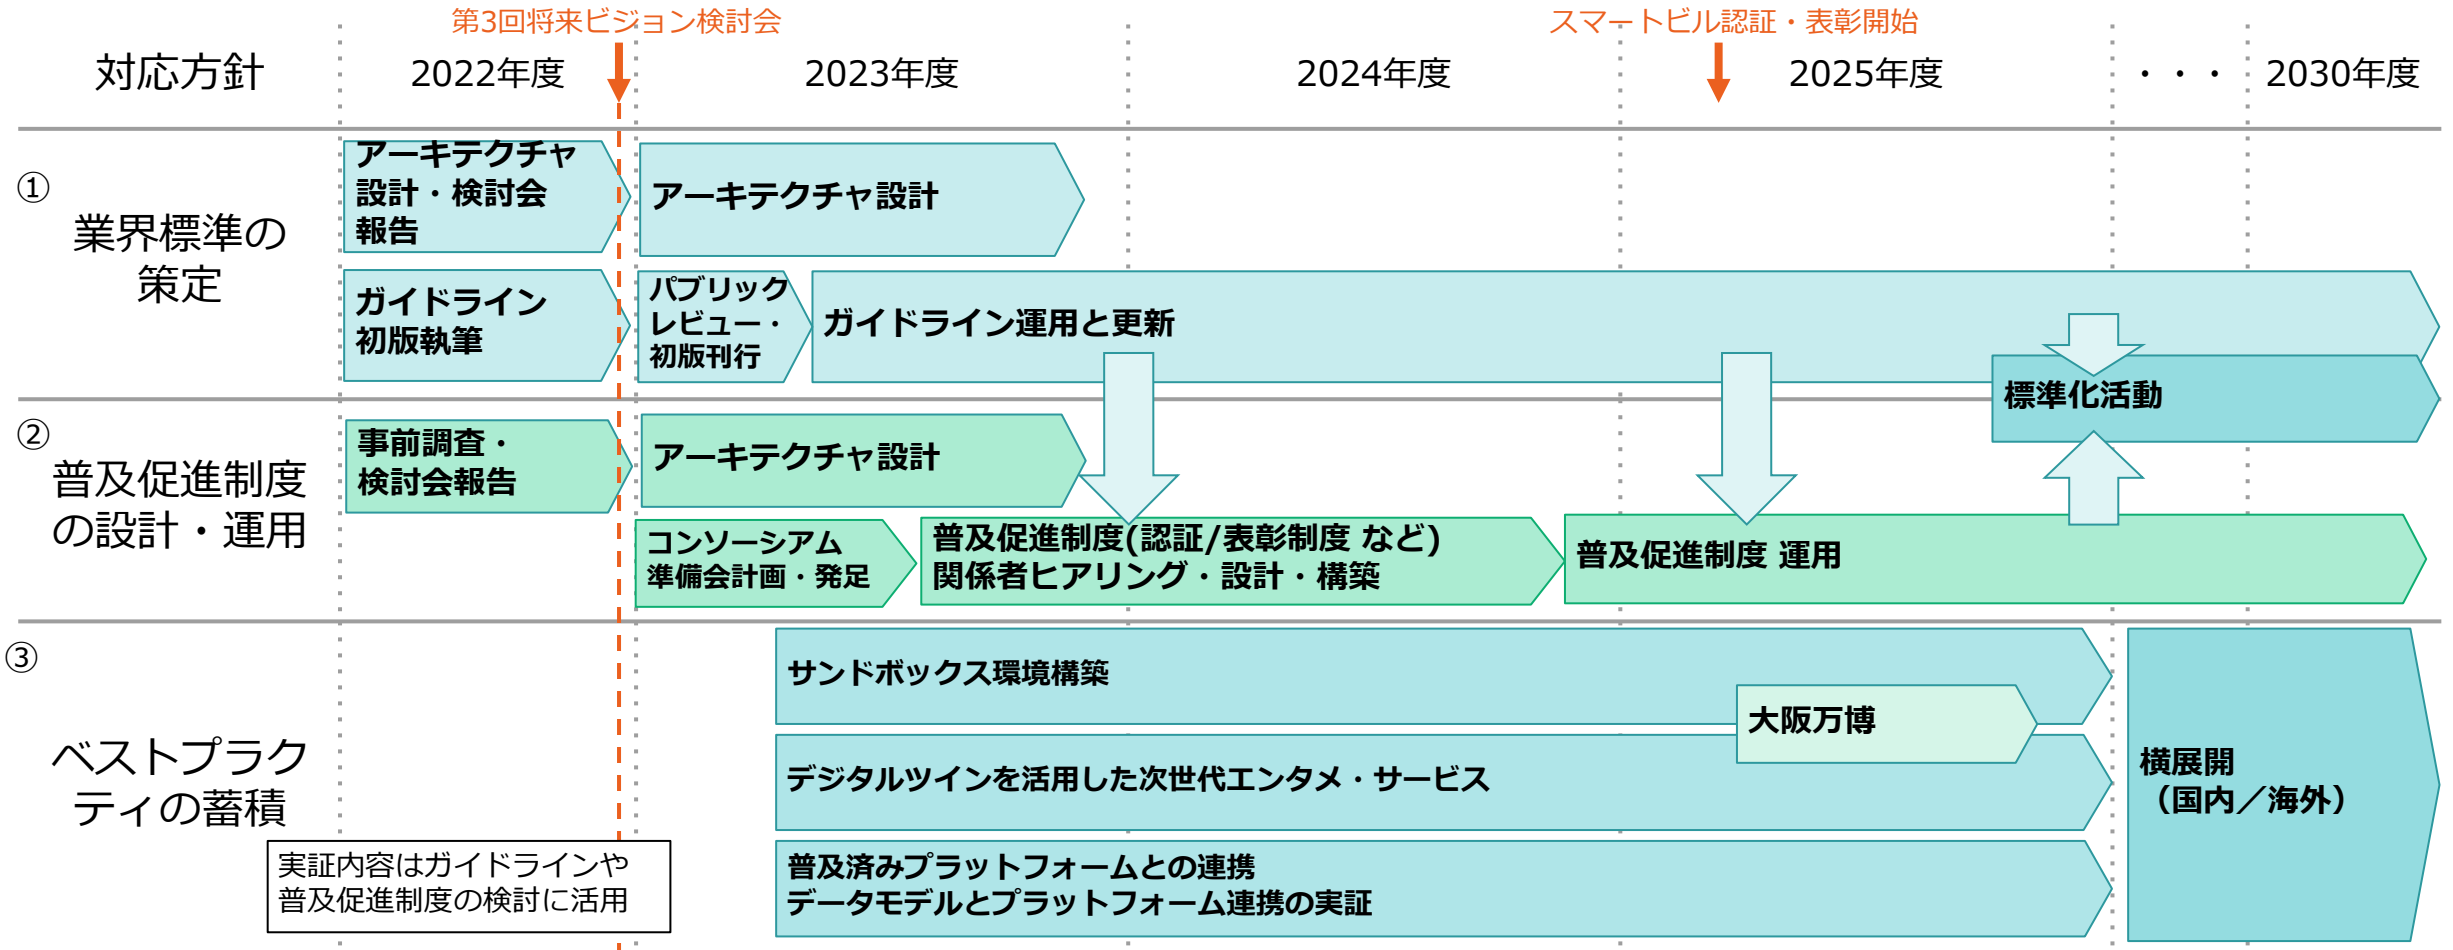 第3回将来ビジョン検討会
スマートビル認証・表彰開始
対応方針
2022年度
2023年度
2024年度
2025年度
・・・
2030年度
①
業界標準の
策定
アーキテクチャ
設計・検討会
報告
アーキテクチャ設計
ガイドライン
初版執筆
パブリック
レビュー・
初版刊行
ガイドライン運用と更新
標準化活動
②
普及促進制度
の設計・運用
事前調査・
検討会報告
アーキテクチャ設計
コンソーシアム
準備会計画・発足
普及促進制度(認証/表彰制度 など)
関係者ヒアリング・設計・構築
普及促進制度 運用
③
ベストプラク
ティの蓄積
サンドボックス環境構築
大阪万博
デジタルツインを活用した次世代エンタメ・サービス
普及済みプラットフォームとの連携
データモデルとプラットフォーム連携の実証
横展開
（国内／海外）
実証内容はガイドラインや
普及促進制度の検討に活用